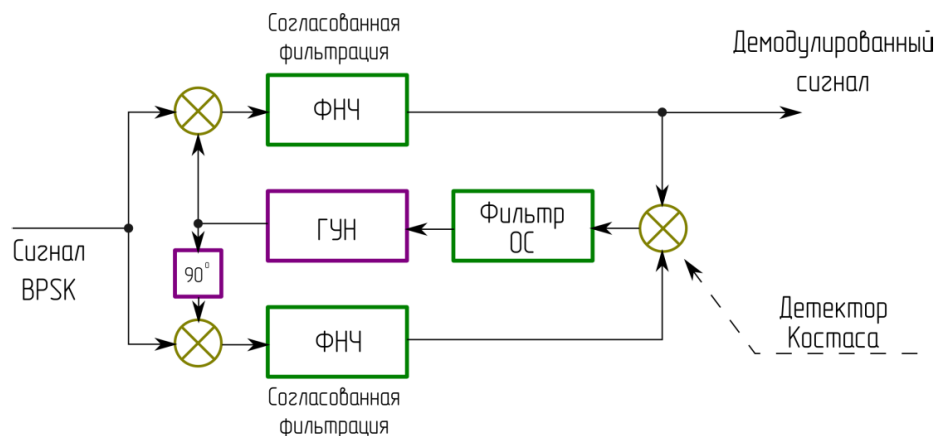 Согласованная
фильтрация
ФНЧ
Демодулированный
сигнал
ГУН
Фильтр
ОС
Сигнал
BPSK
90°
ФНЧ
Детектор
Костаса
Согласованная
фильтрация